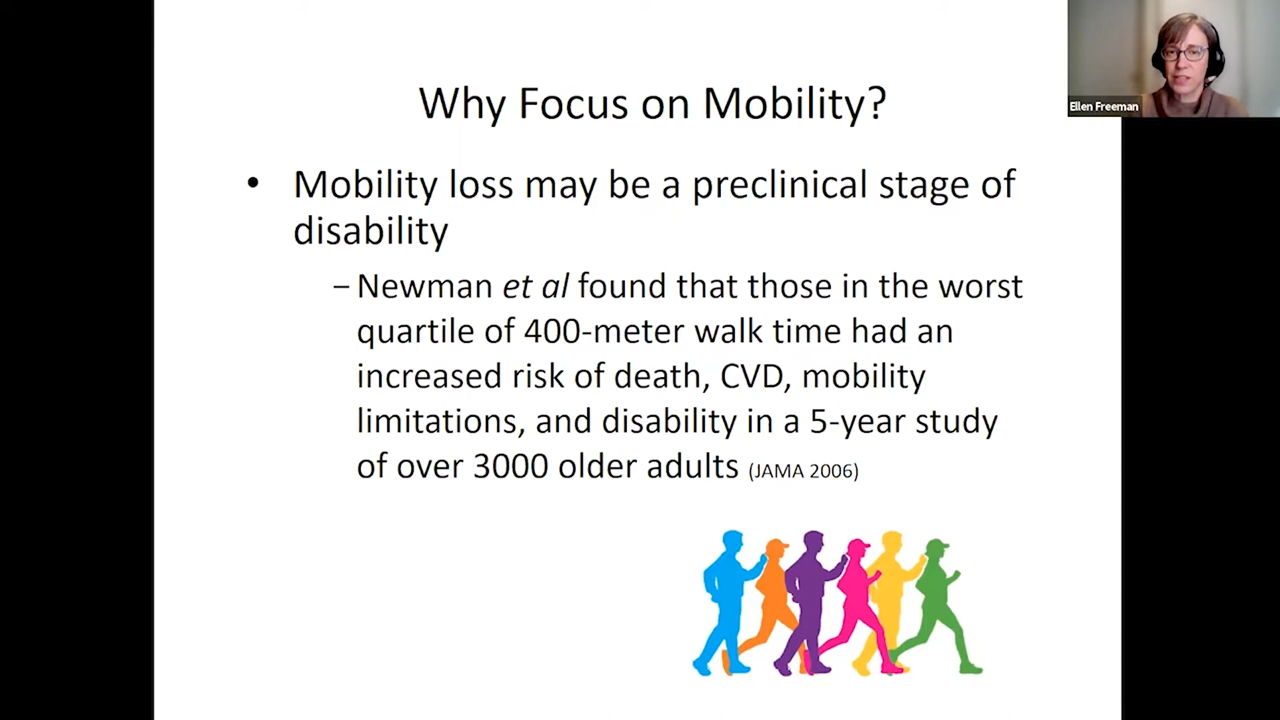 Why Focus on Mobility?
• Mobility loss may be a preclinical stage of
disability
– Newman et al found that those in the worst
quartile of 400-meter walk time had an
increased risk of death, CVD, mobility
limitations, and disability in a 5-year study
of over 3000 older adults (JAMA 2006)
Ellen Freeman